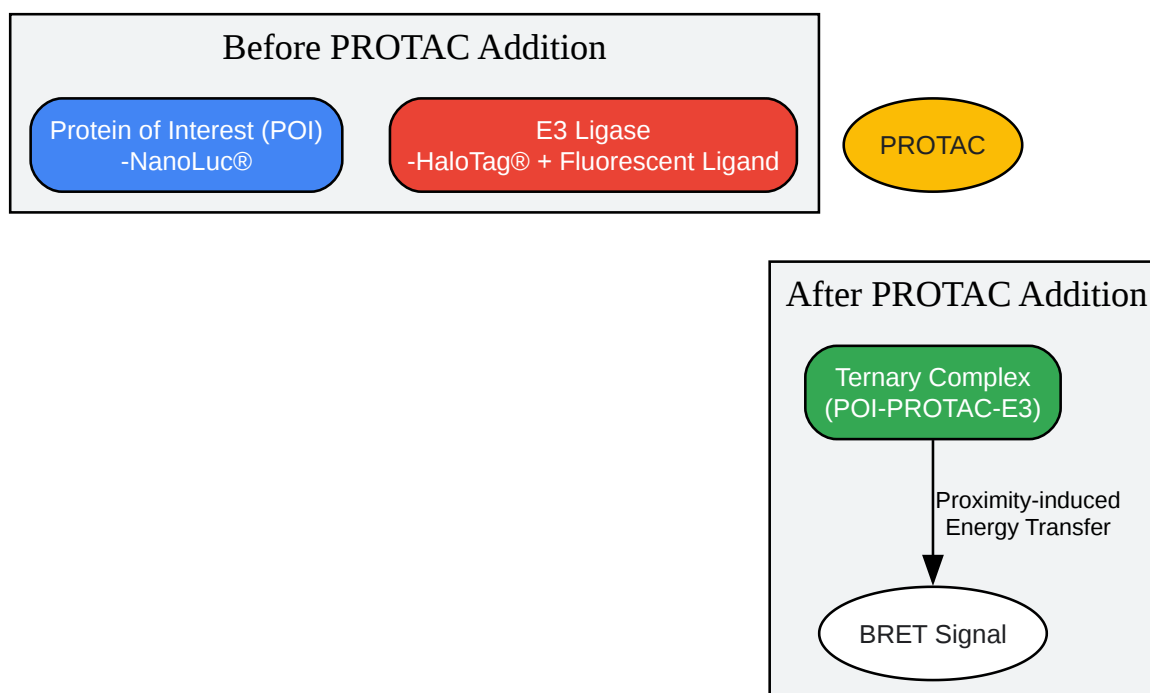 Before PROTAC Addition
Protein of Interest (POI)
-NanoLuc®
E3 Ligase
-HaloTag® + Fluorescent Ligand
PROTAC
After PROTAC Addition
Ternary Complex
(POI-PROTAC-E3)
Proximity-induced
Energy Transfer
BRET Signal